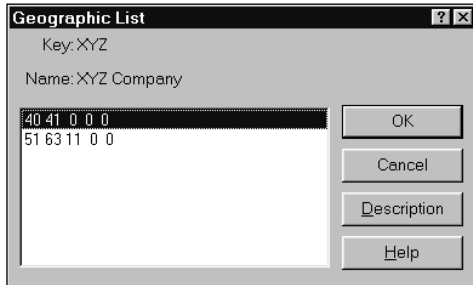 Geographic List
Key: XYZ
Name: XYZ Company
40 41 0 0 0
51 63 11 0 0
OK
Cancel
Description
Help